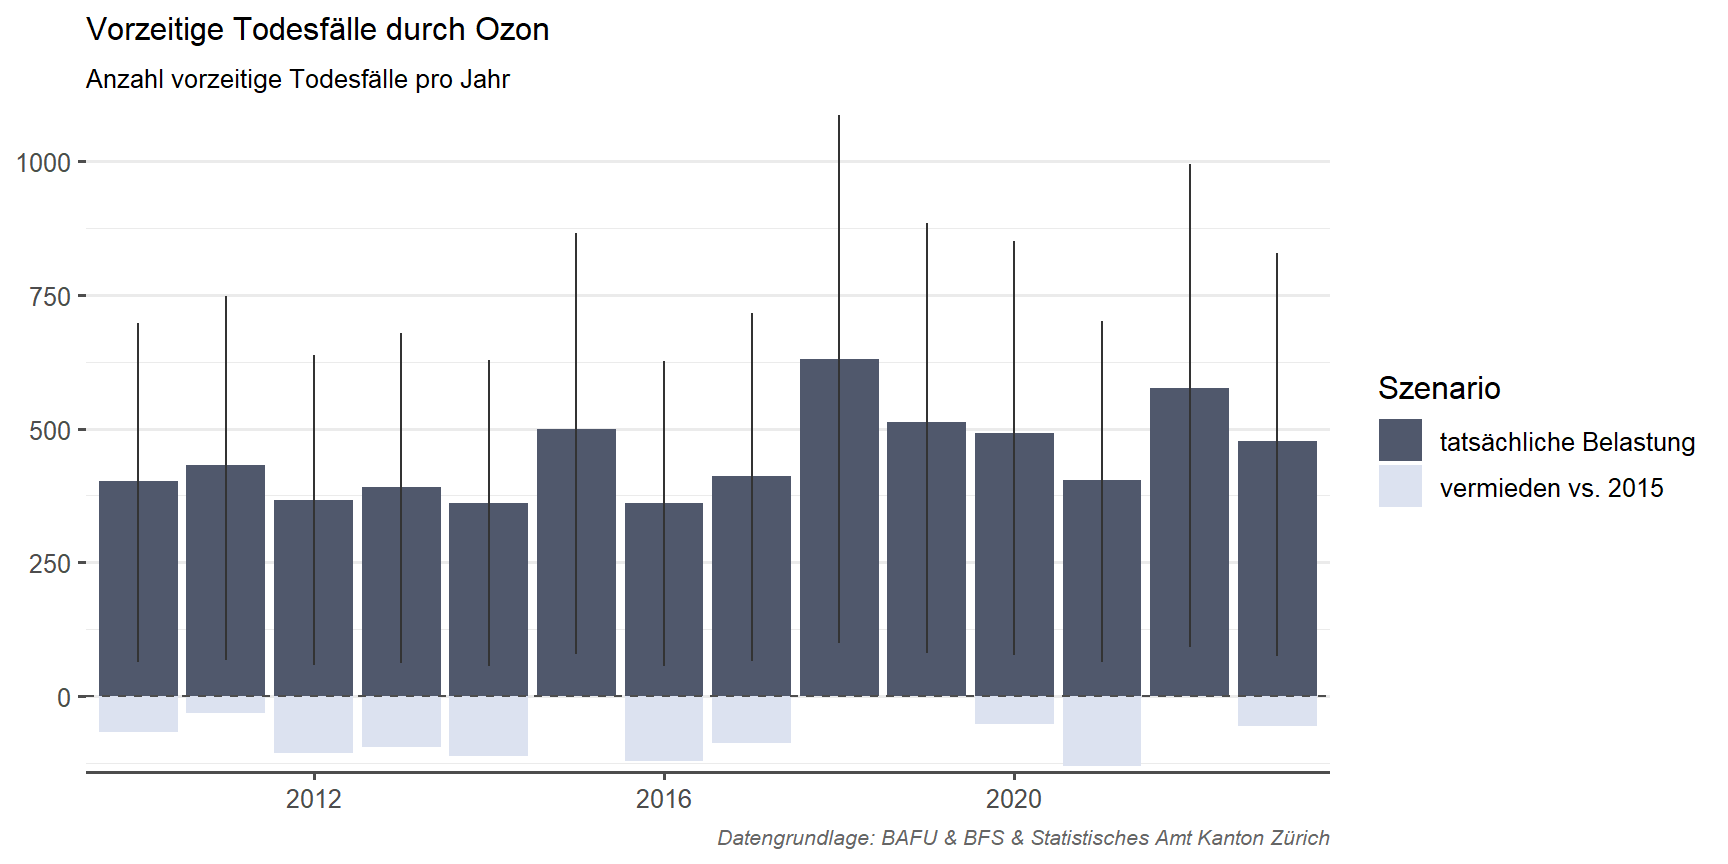 Vorzeitige Todesfälle durch Ozon
Anzahl vorzeitige Todesfälle pro Jahr
1000
750
500
250
0
2012
2016
2020
Szenario
tatsächliche Belastung
vermieden vs. 2015
Datengrundlage: BAFU & BFS & Statistisches Amt Kanton Zürich